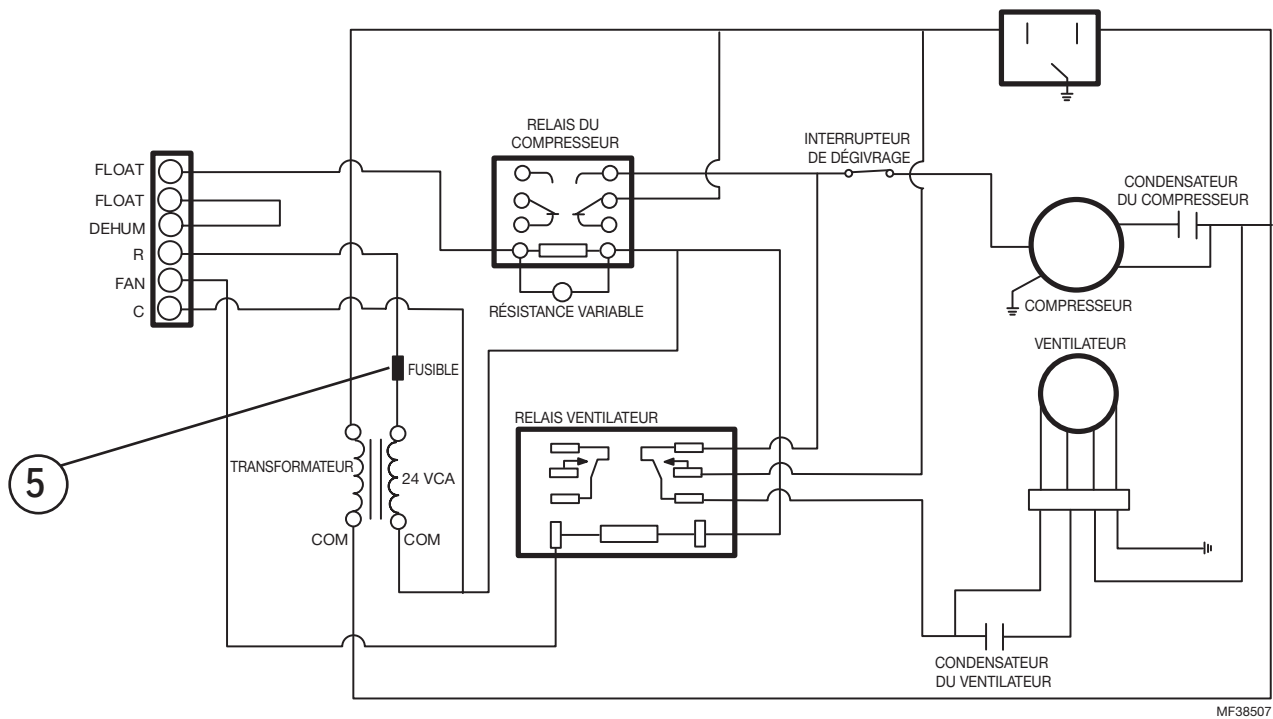 RELAIS DU
COMPRESSEUR
INTERRUPTEUR
DE DÉGIVRAGE
FLOAT
FLOAT
DEHUM
R
FAN
C
CONDENSATEUR
DU COMPRESSEUR
RÉSISTANCE VARIABLE
COMPRESSEUR
VENTILATEUR
FUSIBLE
RELAIS VENTILATEUR
TRANSFORMATEUR
24 VCA
5
COM
COM
CONDENSATEUR
DU VENTILATEUR
MF38507